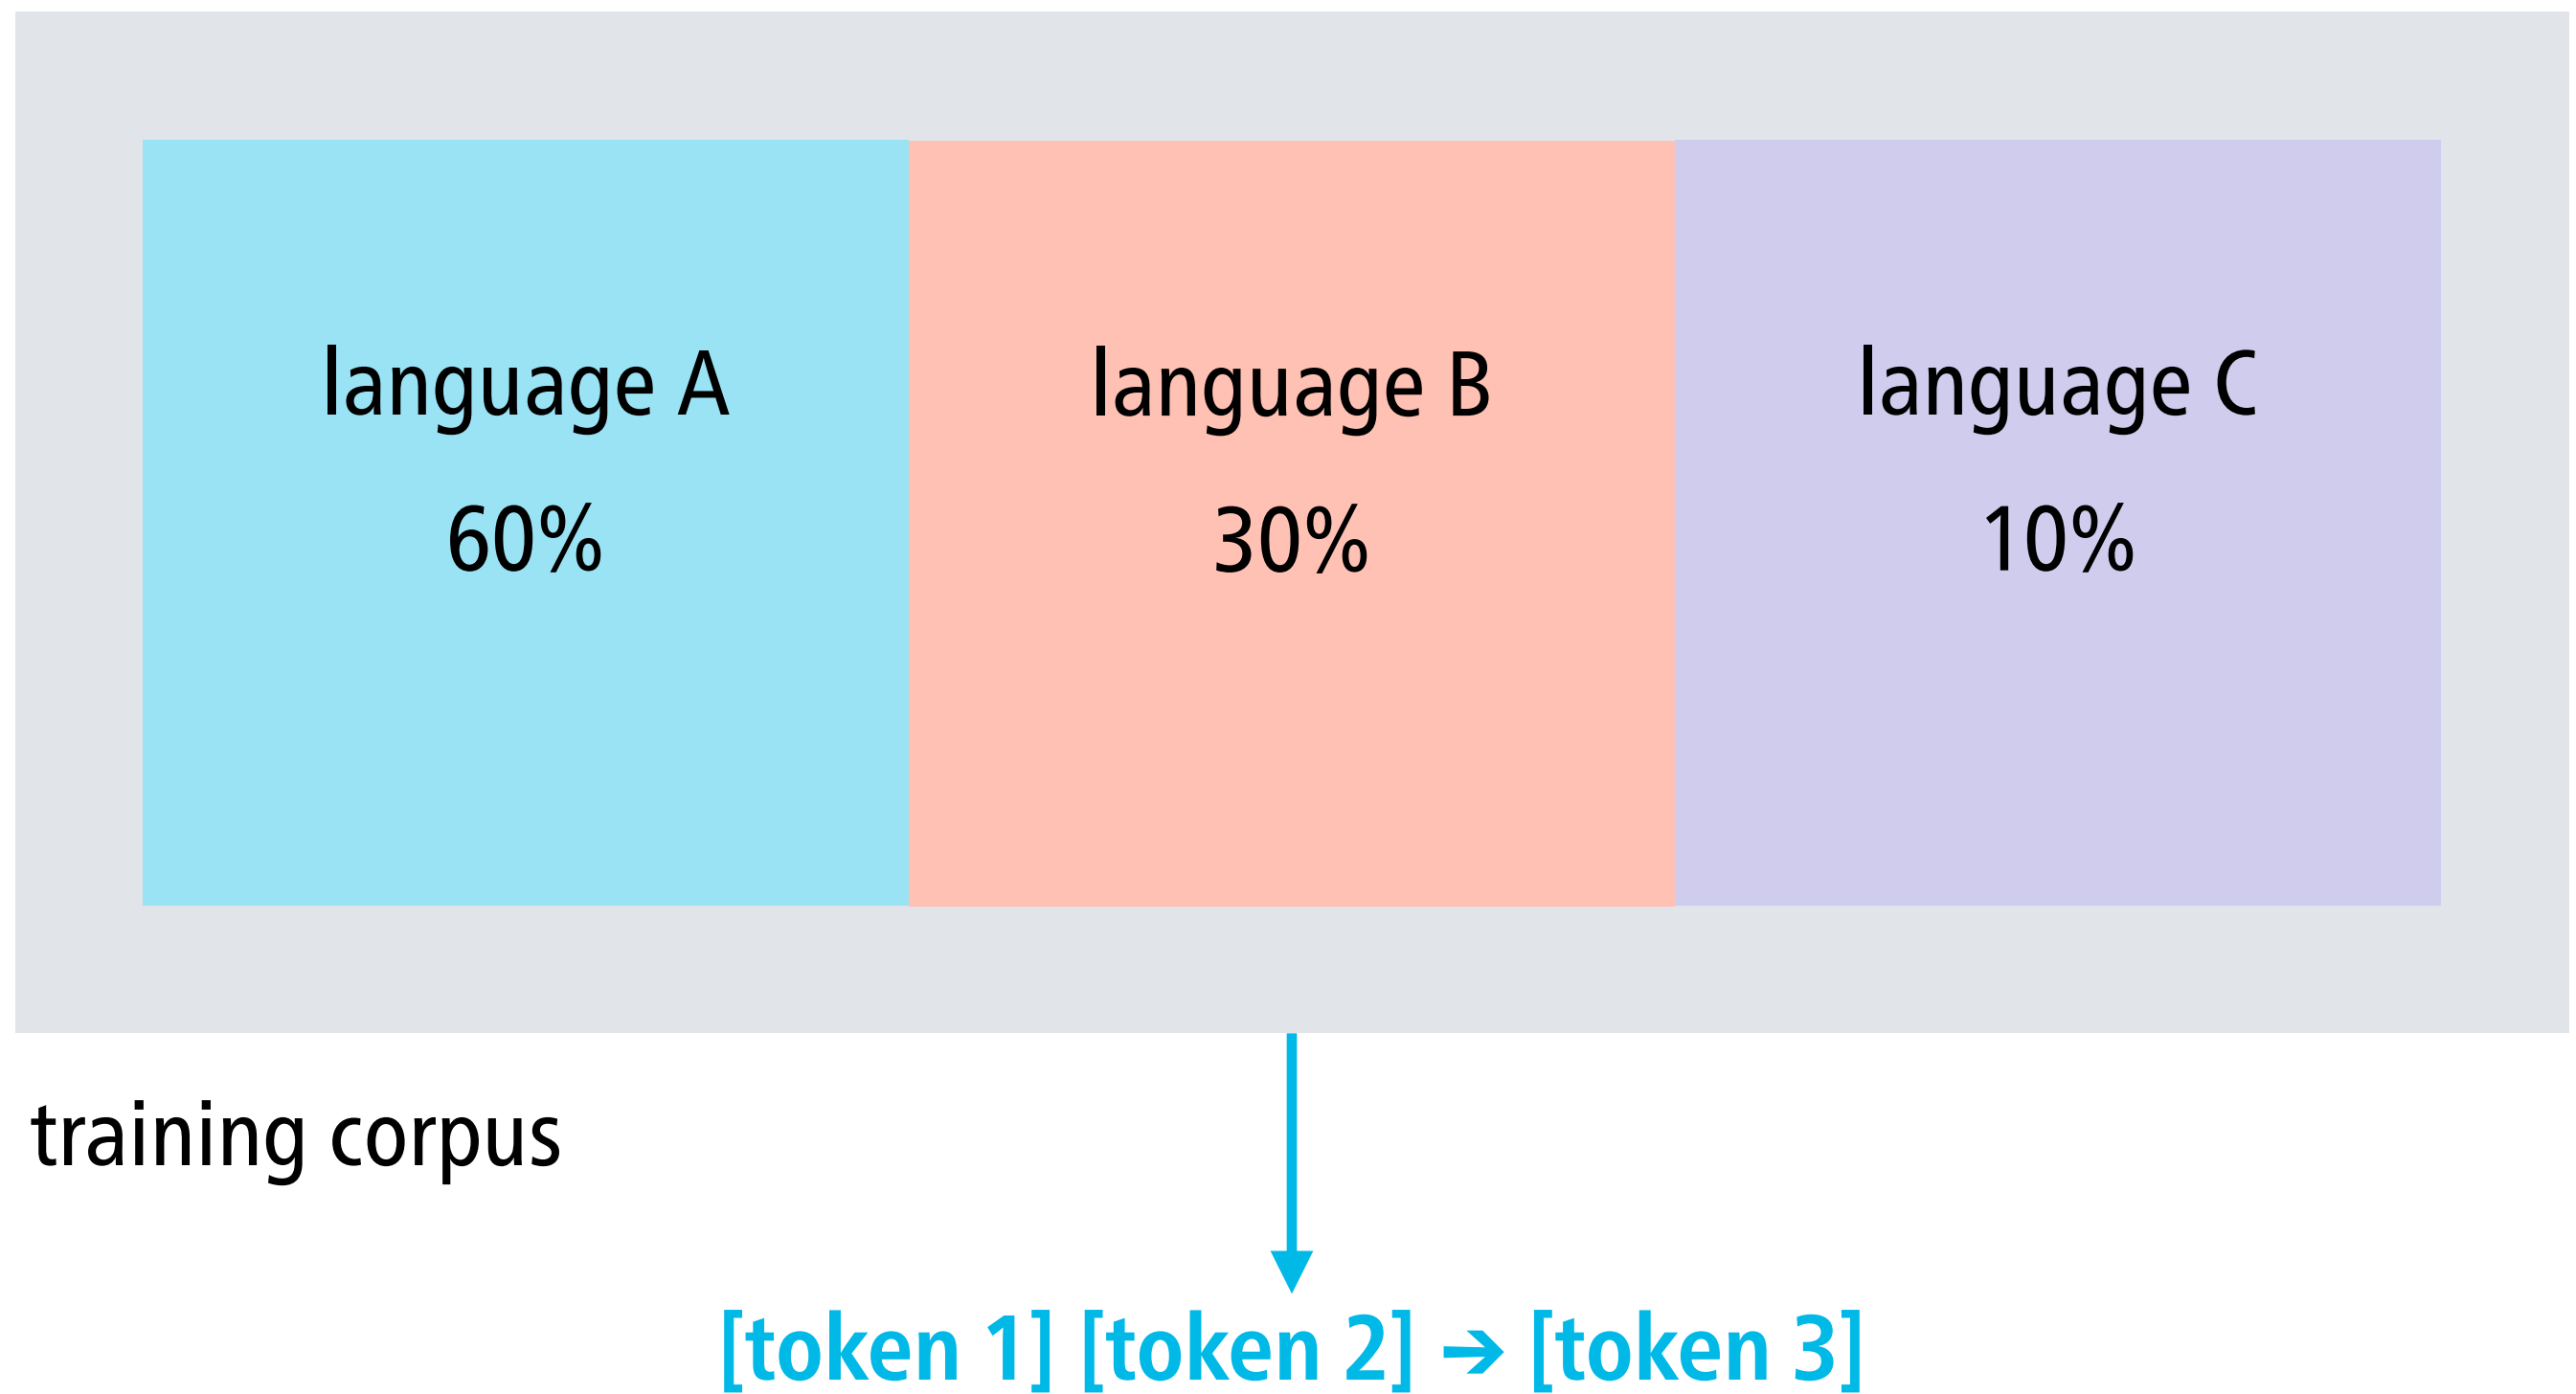 language A
60%
language B
30%
language C
10%
training corpus
[token 1] [token 2] ➔ [token 3]